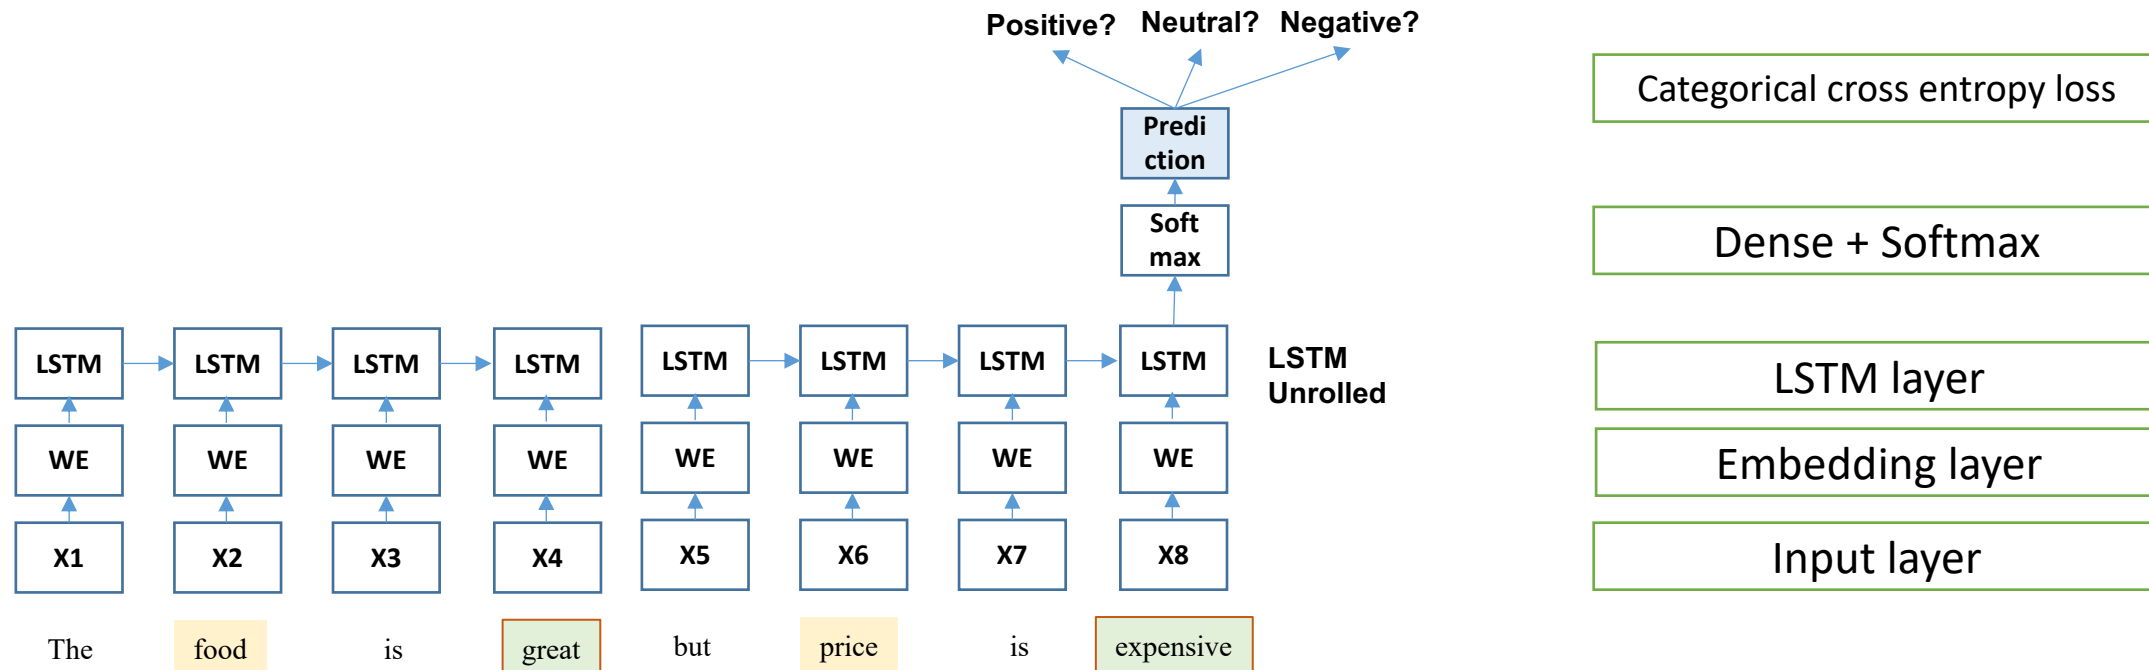 Positive? Neutral? Negative?
Categorical cross entropy loss
Predi
ction
Soft
max
Dense + Softmax
LSTM LSTM LSTM LSTM LSTM LSTM LSTM LSTM
LSTM
Unrolled
LSTM layer
WE WE WE WE WE WE WE WE
Embedding layer
X1 X2 X3 X4 X5 X6 X7 X8
Input layer
The food is great but price is expensive